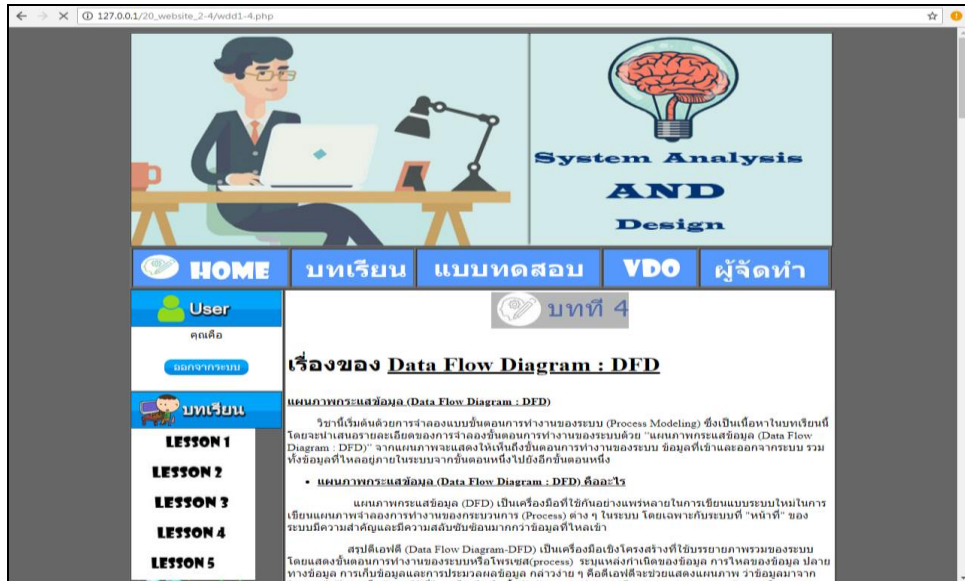 127.0.0.1/20_website_2-4/wdd1-4.php
System Analysis
AND
Design
HOME
บทเรียน
แบบทดสอบ
VDO
ผู้จัดทำ
User
คุณคือ
ออกจากระบบ
บทเรียน
LESSON 1
LESSON 2
LESSON 3
LESSON 4
LESSON 5
บทที่ 4
เรื่องของ Data Flow Diagram : DFD
แผนภาพกระแสข้อมูล (Data Flow Diagram : DFD)
วิชานี้เริ่มต้นด้วยการจำลองแบบขั้นตอนการทำงานของระบบ (Process Modeling) ซึ่งเป็นเนื้อหาในบทเรียนนี้
โดยจะนำเสนอรายละเอียดของการจำลองขั้นตอนการทำงานของระบบด้วย "แผนภาพกระแสข้อมูล (Data Flow
Diagram : DFD)" จากแผนภาพจะแสดงให้เห็นถึงขั้นตอนการทำงานของระบบ ข้อมูลที่เข้าและออกจากระบบ รวม
ทั้งข้อมูลที่ไหลอยู่ภายในระบบจากขั้นตอนหนึ่งไปยังอีกขั้นตอนหนึ่ง
• แผนภาพกระแสข้อมูล (Data Flow Diagram : DFD) คืออะไร
แผนภาพกระแสข้อมูล (DFD) เป็นเครื่องมือที่ใช้กันอย่างแพร่หลายในการเขียนแบบระบบใหม่ในการ
เขียนแผนภาพจำลองการทำงานของกระบวนการ (Process) ต่าง ๆ ในระบบ โดยเฉพาะกับระบบที่ "หน้าที่" ของ
ระบบมีความสำคัญและมีความสลับซับซ้อนมากกว่าข้อมูลที่ไหลเข้า
สรุปดีเอฟดี (Data Flow Diagram-DFD) เป็นเครื่องมือเชิงโครงสร้างที่ใช้บรรยายภาพรวมของระบบ
โดยแสดงขั้นตอนการทำงานของระบบหรือโพรเซส(process) ระบุแหล่งกำเนิดของข้อมูล การไหลของข้อมูล ปลาย
ทางข้อมูล การเก็บข้อมูลและการประมวลผลข้อมูล กล่าวง่าย ๆ คือดีเอฟดีจะช่วยแสดงแผนภาพ ว่าข้อมูลมาจาก